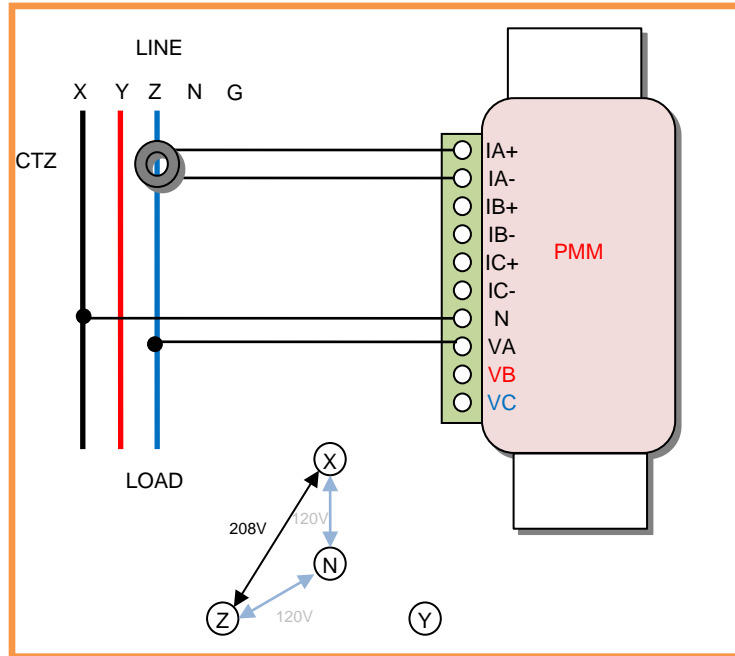 LINE
X Y Z N G
CTZ
IA+
IA-
IB+
IB-
IC+
IC-
N
VA
VB
VC
PMM
LOAD
X
208V
120V
N
Z
120V
Y